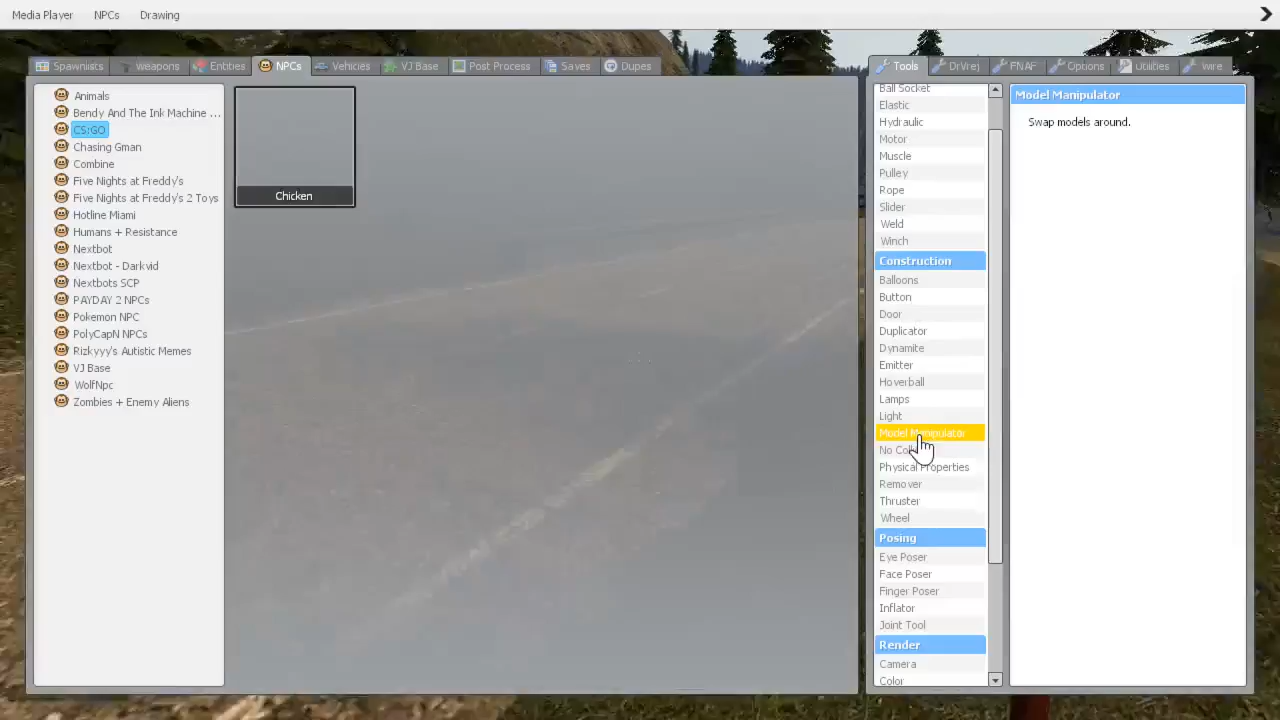 Media Player NPCs Drawing
Spawnlists Weapons Entities NPCs Vehicles VJ Base Post Process Saves Dupes
Animals
Bendy And The Ink Machine ...
CS:GO
Chasing Gman
Combine
Five Nights at Freddy's
Five Nights at Freddy's 2 Toys
Hotline Miami
Humans + Resistance
Nextbot
Nextbot - Darkvid
Nextbots SCP
PAYDAY 2 NPCs
Pokemon NPC
PolyCapN NPCs
Rizkyyy's Autistic Memes
VJ Base
WolfNpc
Zombies + Enemy Aliens
Chicken
Tools DrVrej FNAF Options Utilities Wire
Ball Socket
Elastic
Hydraulic
Motor
Muscle
Pulley
Rope
Slider
Weld
Winch
Construction
Balloons
Button
Door
Duplicator
Dynamite
Emitter
Hoverball
Lamps
Light
Model Manipulator
No
Physical Properties
Remover
Thruster
Wheel
Posing
Eye Poser
Face Poser
Finger Poser
Inflator
Joint Tool
Render
Camera
Color
Model Manipulator
Swap models around.